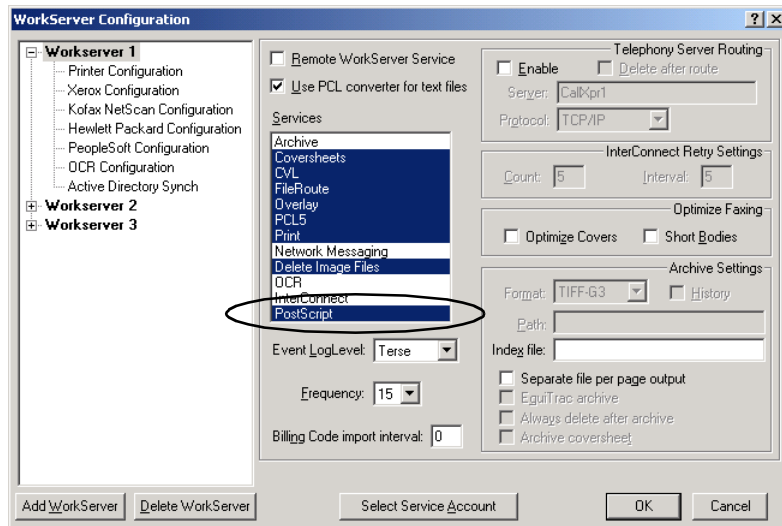 WorkServer Configuration
Workserver 1
Printer Configuration
Xerox Configuration
Kofax NetScan Configuration
Hewlett Packard Configuration
PeopleSoft Configuration
OCR Configuration
Active Directory Synch
Workserver 2
Workserver 3
Remote WorkServer Service
Use PCL converter for text files
Services
Archive
Coversheets
CVL
FileRoute
Overlay
PCL5
Print
Network Messaging
Delete Image Files
OCR
InterConnect
PostScript
Event LogLevel: Terse
Frequency: 15
Billing Code import interval: 0
Telephony Server Routing
Enable Delete after route
Server: CallXpr1
Protocol: TCP/IP
InterConnect Retry Settings
Count: 5 Interval: 5
Optimize Faxing
Optimize Covers Short Bodies
Archive Settings
Format: TIFF-G3 History
Path:
Index file:
Separate file per page output
EquiTrac archive
Always delete after archive
Archive coversheet
Add WorkServer Delete WorkServer Select Service Account OK Cancel